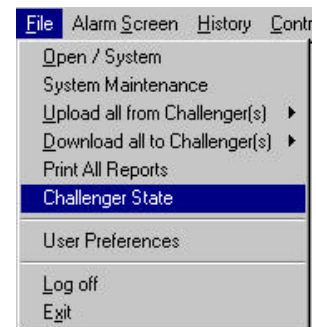 File Alarm Screen History Contr
Open / System
System Maintenance
Upload all from Challenger(s)
Download all to Challenger(s)
Print All Reports
Challenger State
User Preferences
Log off
Exit